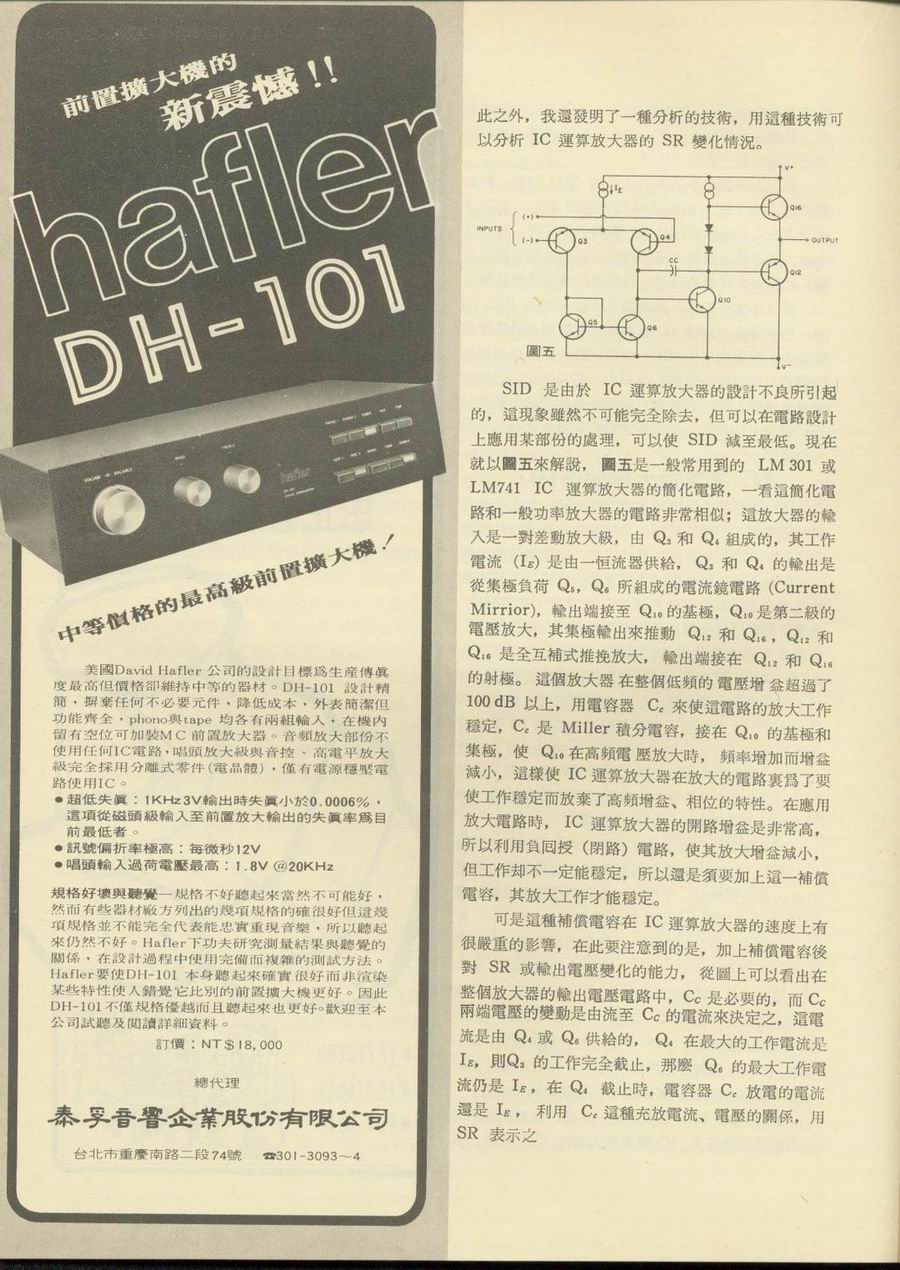 前置擴大機的
新震憾!!
hafler
DH-101
VOLUME BALANCE
BASS
TREBLE
hafler
中等價格的最高級前置擴大機!
美國David Hafler 公司的設計目標為生産傳眞
度最高但價格卻維持中等的器材。DH-101 設計精
簡，摒棄任何不必要元件，降低成本，外表簡潔但
功能齊全，phono與tape 均各有兩組輸入，在機內
留有空位可加裝MC 前置放大器。音頻放大部份不
使用任何IC電路，唱頭放大級與音控、高電平放大
級完全採用分離式零件(電晶體)，僅有電源穩壓電
路使用IC。
●超低失眞：1KHz3V輸出時失眞小於0.0006%，
這項從磁頭級輸入至前置放大輸出的失眞率為目
前最低者。
●訊號偏折率極高：每微秒12V
●唱頭輸入過荷電壓最高：1.8V @20KHz
規格好壞與聽覺—規格不好聽起來當然不可能好，
然而有些器材廠方列出的幾項規格的確很好但這幾
項規格並不能完全代表能忠實重現音樂，所以聽起
來仍然不好。Hafler下功夫研究測量結果與聽覺的
關係，在設計過程中使用完備而複雜的測試方法。
Hafler要使DH-101 本身聽起來確實很好而非渲染
某些特性使人錯覺它比別的前置擴大機更好。因此
DH-101不僅規格優越而且聽起來也更好。歡迎至本
公司試聽及閱讀詳細資料。
訂價：NT$18,000
總代理
泰孚音響企業股份有限公司
台北市重慶南路二段74號 ☎301-3093~4
此之外，我還發明了一種分析的技術，用這種技術可
以分析 IC 運算放大器的 SR 變化情況。
V+
IE
Q16
INPUTS
(+)
(-)
Q3
Q4
OUTPUT
CC
Q12
Q10
Q5
Q6
圖五
V-
SID 是由於 IC 運算放大器的設計不良所引起
的，這現象雖然不可能完全除去，但可以在電路設計
上應用某部份的處理，可以使 SID 減至最低。現在
就以圖五來解說，圖五是一般常用到的 LM 301 或
LM741 IC 運算放大器的簡化電路，一看這簡化電
路和一般功率放大器的電路非常相似；這放大器的輸
入是一對差動放大級，由 Q₃ 和 Q₄ 組成的，其工作
電流 (IE) 是由一恒流器供給，Q₃ 和 Q₄ 的輸出是
從集極負荷 Q₅，Q₆ 所組成的電流鏡電路 (Current
Mirrior)，輸出端接至 Q₁₀ 的基極，Q₁₀ 是第二級的
電壓放大，其集極輸出來推動 Q₁₂ 和 Q₁₆，Q₁₂ 和
Q₁₆ 是全互補式推挽放大，輸出端接在 Q₁₂ 和 Q₁₆
的射極。這個放大器在整個低頻的電壓增益超過了
100 dB 以上，用電容器 Cc 來使這電路的放大工作
穩定，Cc 是 Miller 積分電容，接在 Q₁₀ 的基極和
集極，使 Q₁₀ 在高頻電壓放大時，頻率增加而增益
減小，這樣使 IC 運算放大器在放大的電路裏爲了要
使工作穩定而放棄了高頻增益、相位的特性。在應用
放大電路時，IC 運算放大器的開路增益是非常高，
所以利用負回授（閉路）電路，使其放大增益減小，
但工作却不一定能穩定，所以還是須要加上這一補償
電容，其放大工作才能穩定。
可是這種補償電容在 IC 運算放大器的速度上有
很嚴重的影響，在此要注意到的是，加上補償電容後
對 SR 或輸出電壓變化的能力，從圖上可以看出在
整個放大器的輸出電壓電路中，Cc 是必要的，而 Cc
兩端電壓的變動是由流至 Cc 的電流來決定之，這電
流是由 Q₄ 或 Q₆ 供給的，Q₄ 在最大的工作電流是
IE，則Q₃ 的工作完全截止，那麽 Q₆ 的最大工作電
流仍是 IE，在 Q₄ 截止時，電容器 Cc 放電的電流
還是 IE，利用 Cc 這種充放電流、電壓的關係，用
SR 表示之